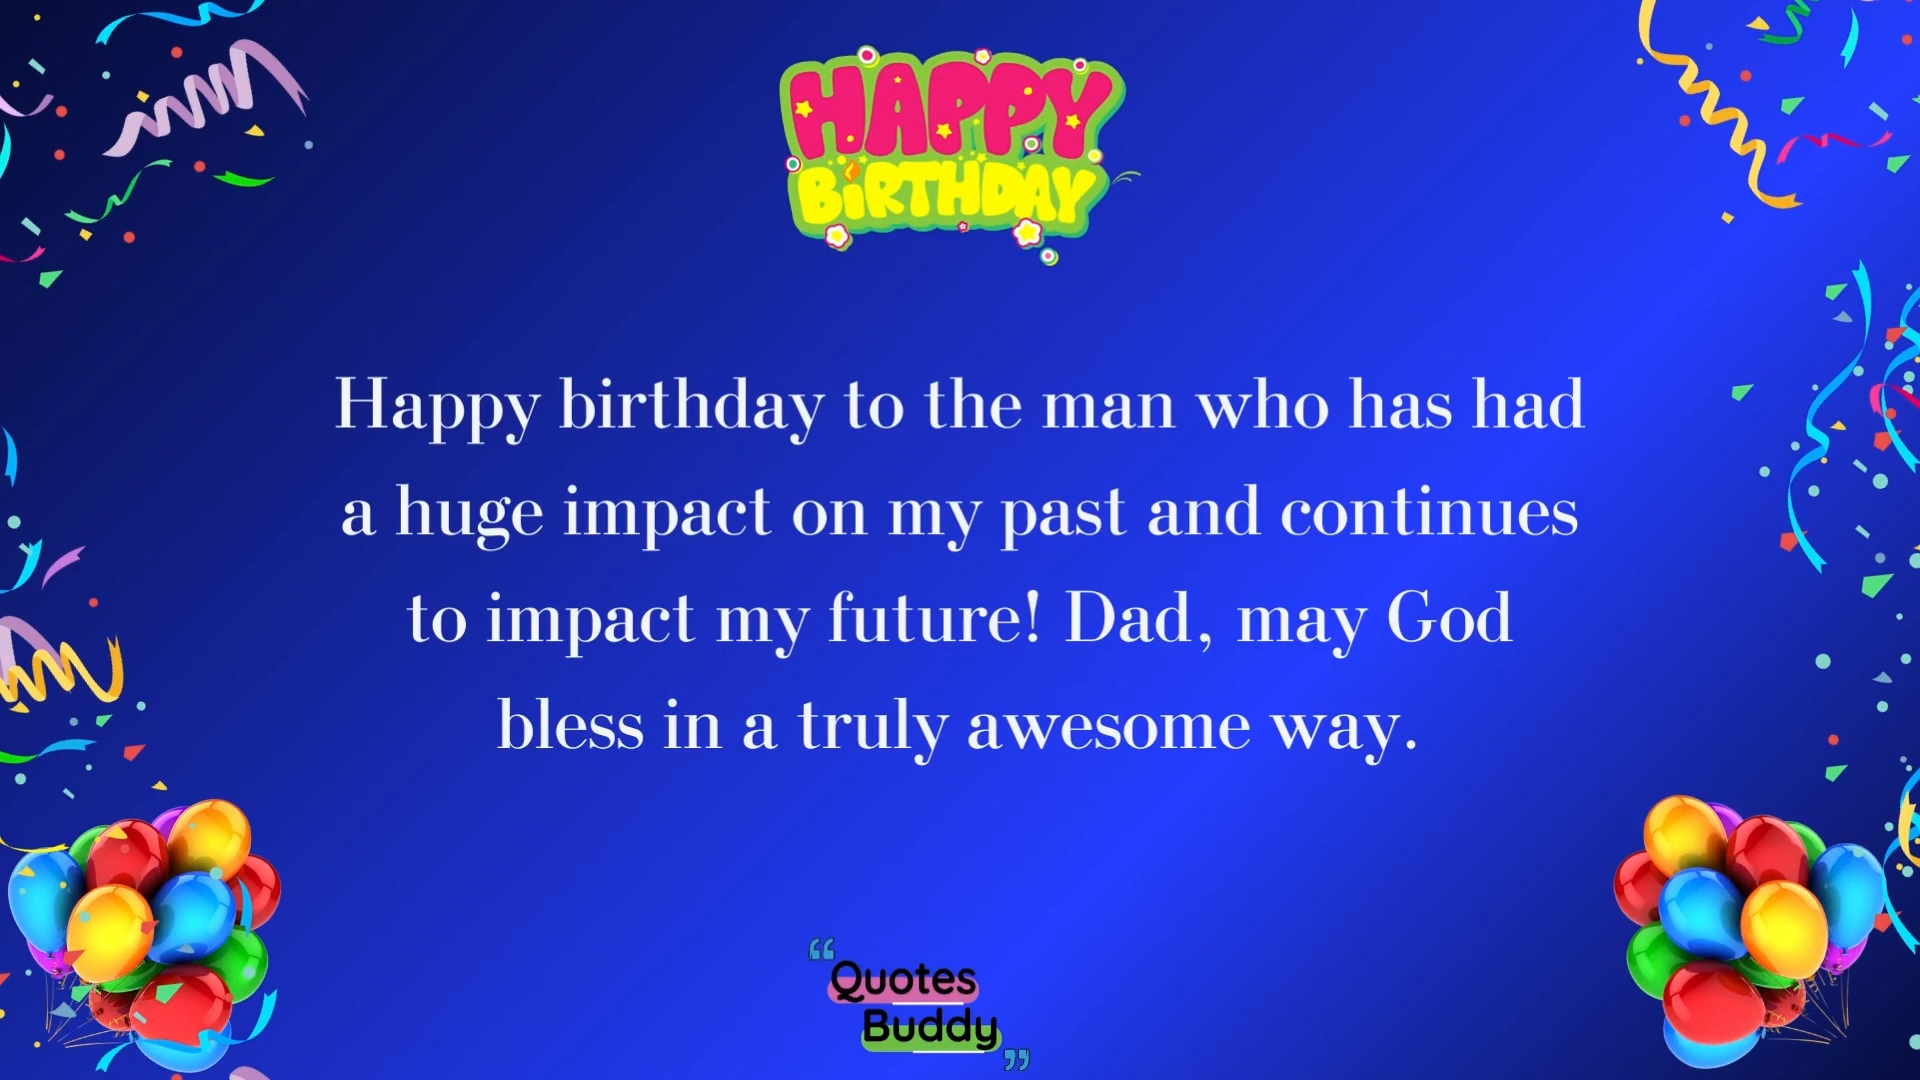 HAPPY
BiRTHDAY
Happy birthday to the man who has had
a huge impact on my past and continues
to impact my future! Dad, may God
bless in a truly awesome way.
“Quotes
Buddy”